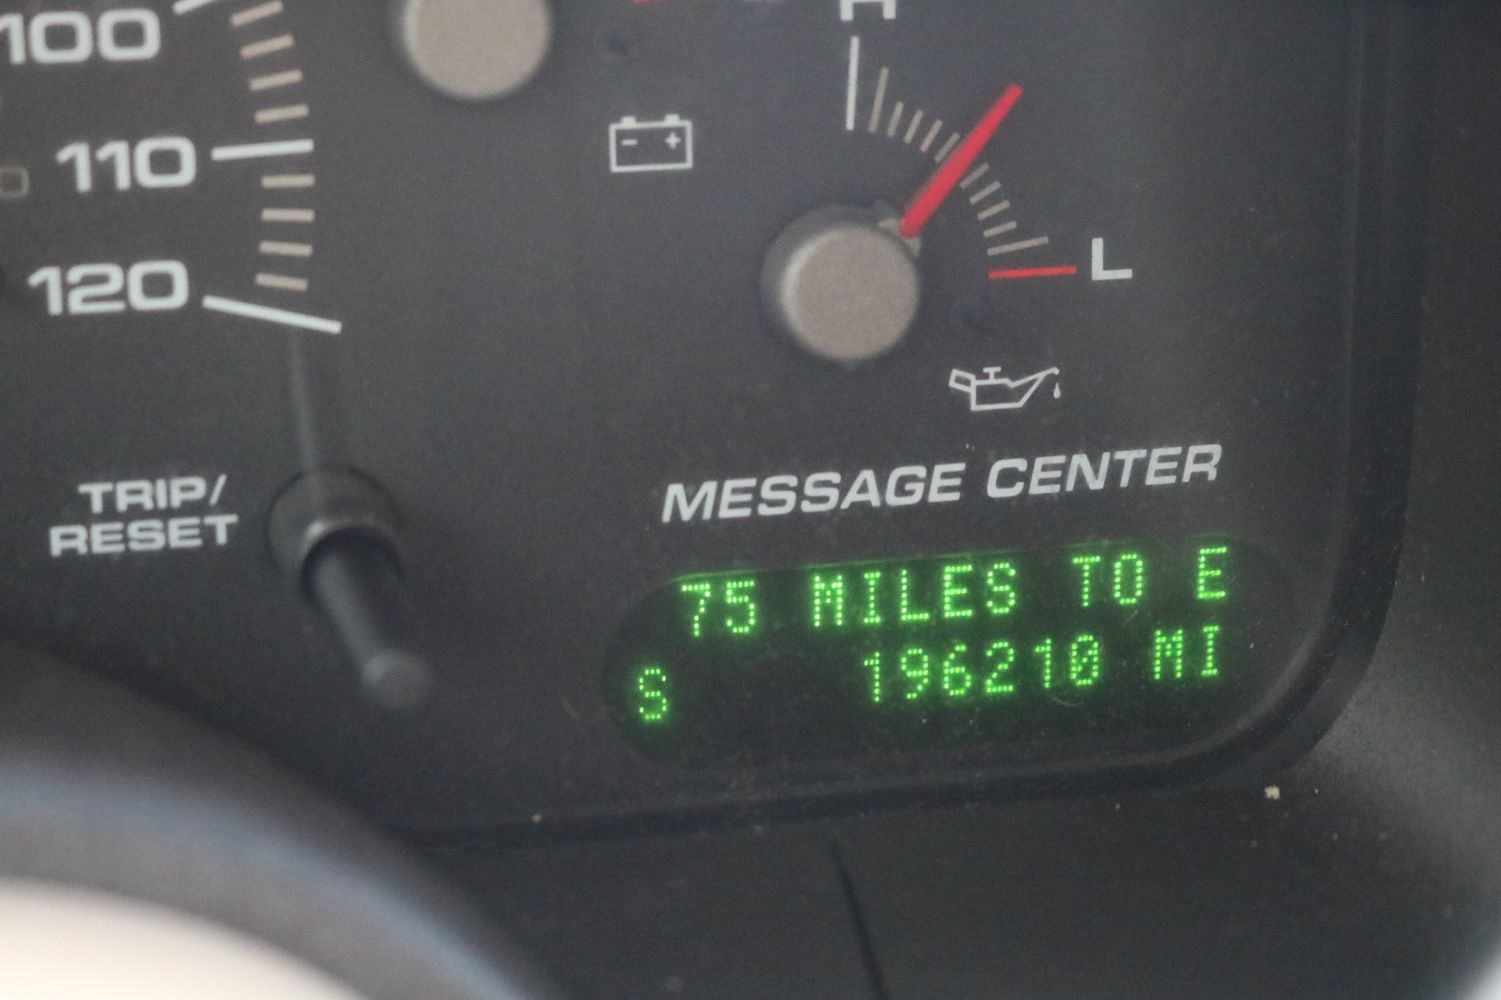 100
110
120
H
L
TRIP/
RESET
MESSAGE CENTER
75 MILES TO E
S 196210 MI